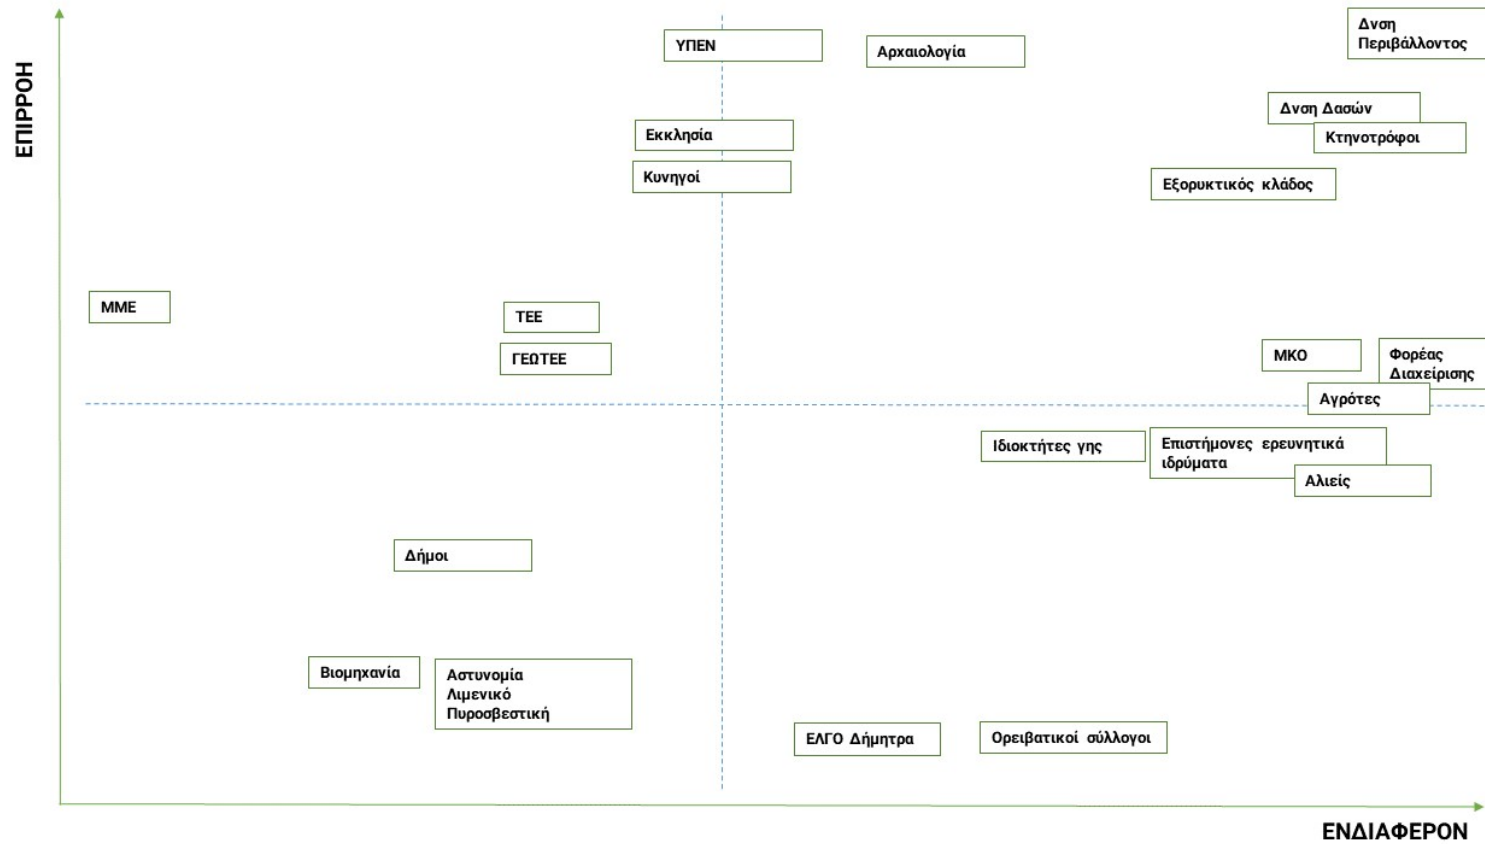 ΕΠΙΡΡΟΗ
ΥΠΕΝ
Αρχαιολογία
Δνση
Περιβάλλοντος
Δνση Δασών
Κτηνοτρόφοι
Εκκλησία
Κυνηγοί
Εξορυκτικός κλάδος
ΜΜΕ
ΤΕΕ
ΓΕΩΤΕΕ
ΜΚΟ
Φορέας
Διαχείρισης
Αγρότες
Ιδιοκτήτες γης
Επιστήμονες ερευνητικά
ιδρύματα
Αλιείς
Δήμοι
Βιομηχανία
Αστυνομία
Λιμενικό
Πυροσβεστική
ΕΛΓΟ Δήμητρα
Ορειβατικοί σύλλογοι
ΕΝΔΙΑΦΕΡΟΝ